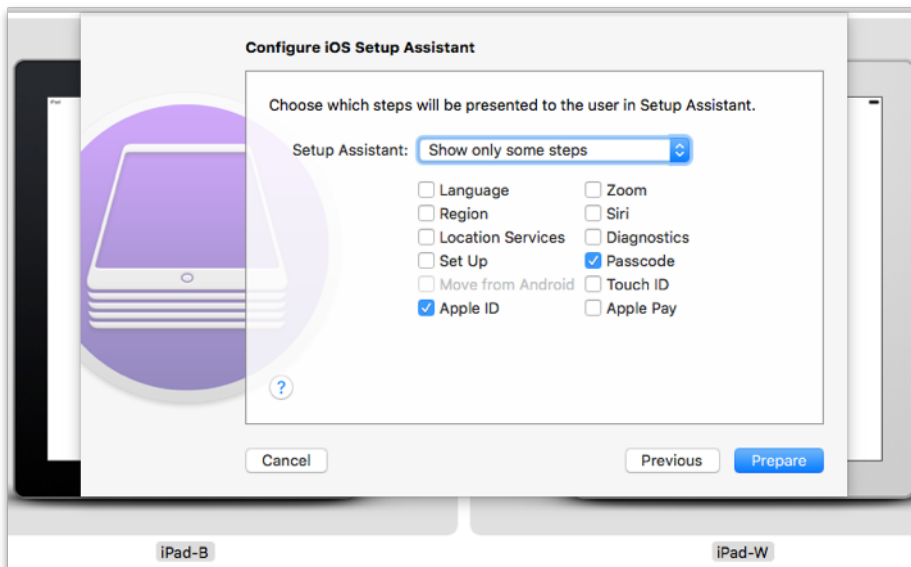 Configure iOS Setup Assistant
iPad
Choose which steps will be presented to the user in Setup Assistant.
Setup Assistant: Show only some steps
Language Zoom
Region Siri
Location Services Diagnostics
Set Up Passcode
Move from Android Touch ID
Apple ID Apple Pay
?
Cancel Previous Prepare
iPad-B iPad-W